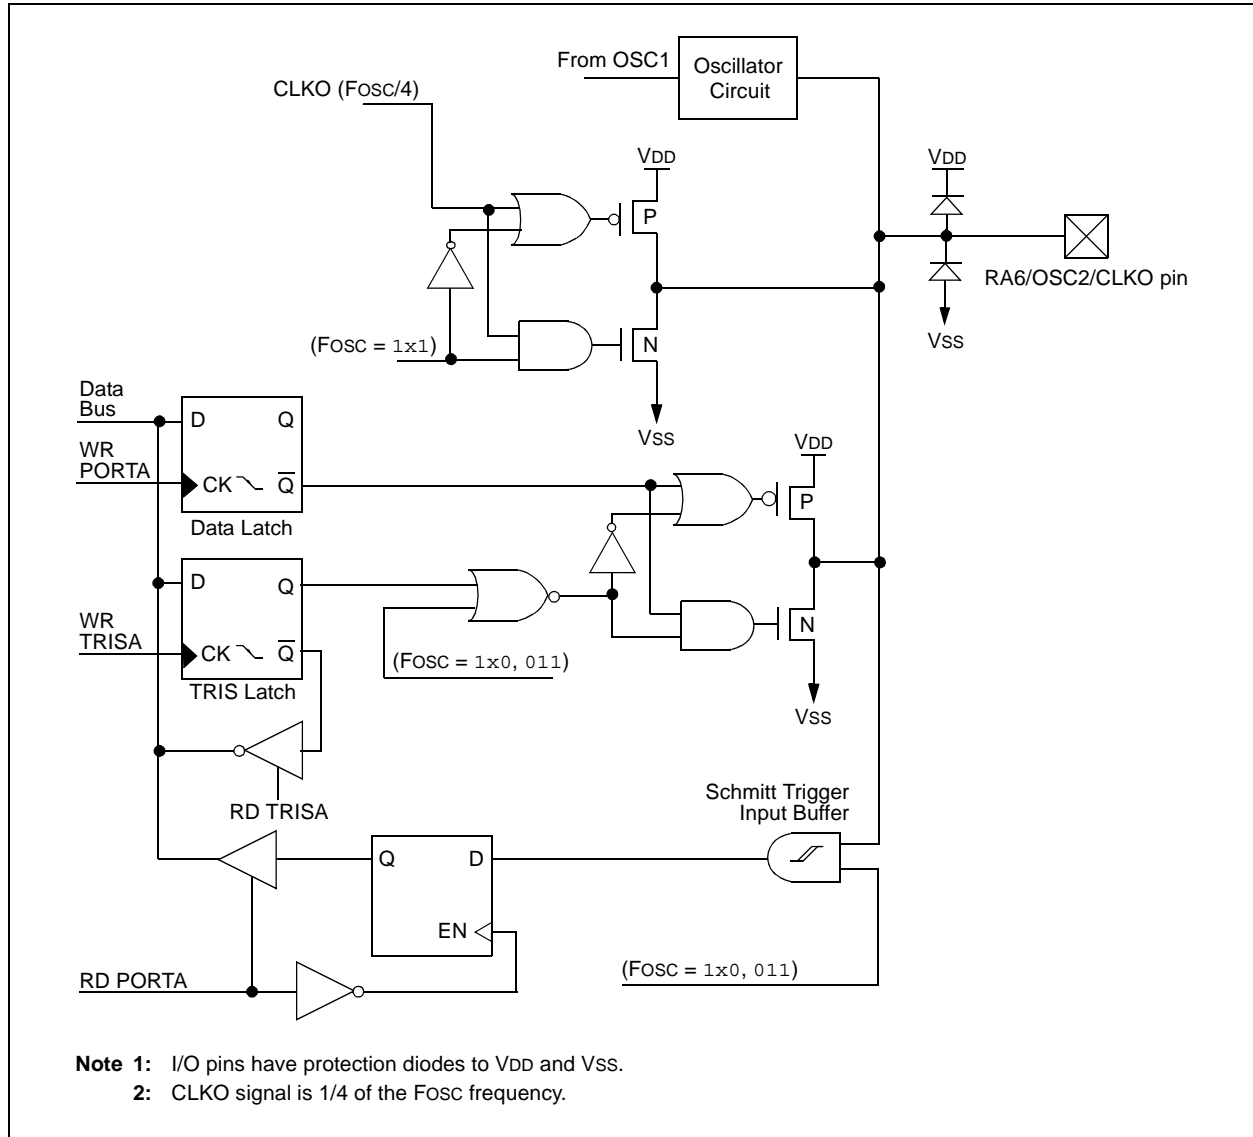 From OSC1
Oscillator
Circuit
CLKO (FOSC/4)
VDD
VDD
P
RA6/OSC2/CLKO pin
N
(FOSC = 1x1)
VSS
Data
Bus
D Q
VSS
VDD
WR
PORTA
CK Q
P
Data Latch
D Q
WR
TRISA
N
CK Q
(FOSC = 1x0, 011)
TRIS Latch
VSS
RD TRISA
Schmitt Trigger
Input Buffer
Q D
EN
RD PORTA
(FOSC = 1x0, 011)
Note 1: I/O pins have protection diodes to VDD and VSS.
2: CLKO signal is 1/4 of the FOSC frequency.